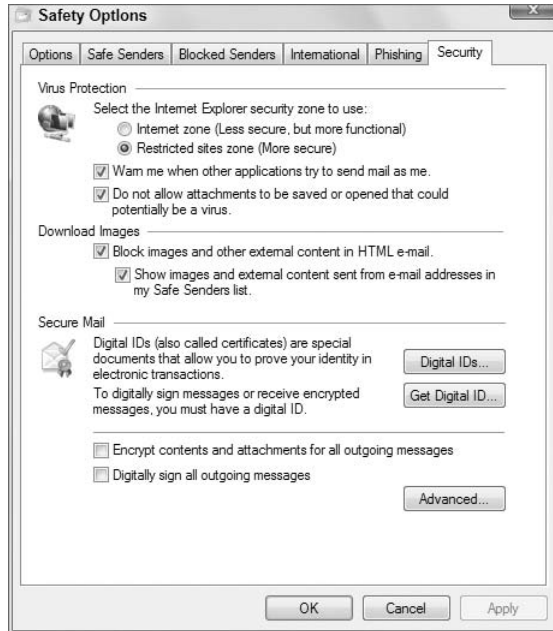 Safety Options
Options Safe Senders Blocked Senders International Phishing Security
Virus Protection
Select the Internet Explorer security zone to use:
Internet zone (Less secure, but more functional)
Restricted sites zone (More secure)
Warn me when other applications try to send mail as me.
Do not allow attachments to be saved or opened that could
potentially be a virus.
Download Images
Block images and other external content in HTML e-mail.
Show images and external content sent from e-mail addresses in
my Safe Senders list.
Secure Mail
Digital IDs (also called certificates) are special
documents that allow you to prove your identity in
electronic transactions.
Digital IDs...
To digitally sign messages or receive encrypted
messages, you must have a digital ID.
Get Digital ID...
Encrypt contents and attachments for all outgoing messages
Digitally sign all outgoing messages
Advanced...
OK Cancel Apply